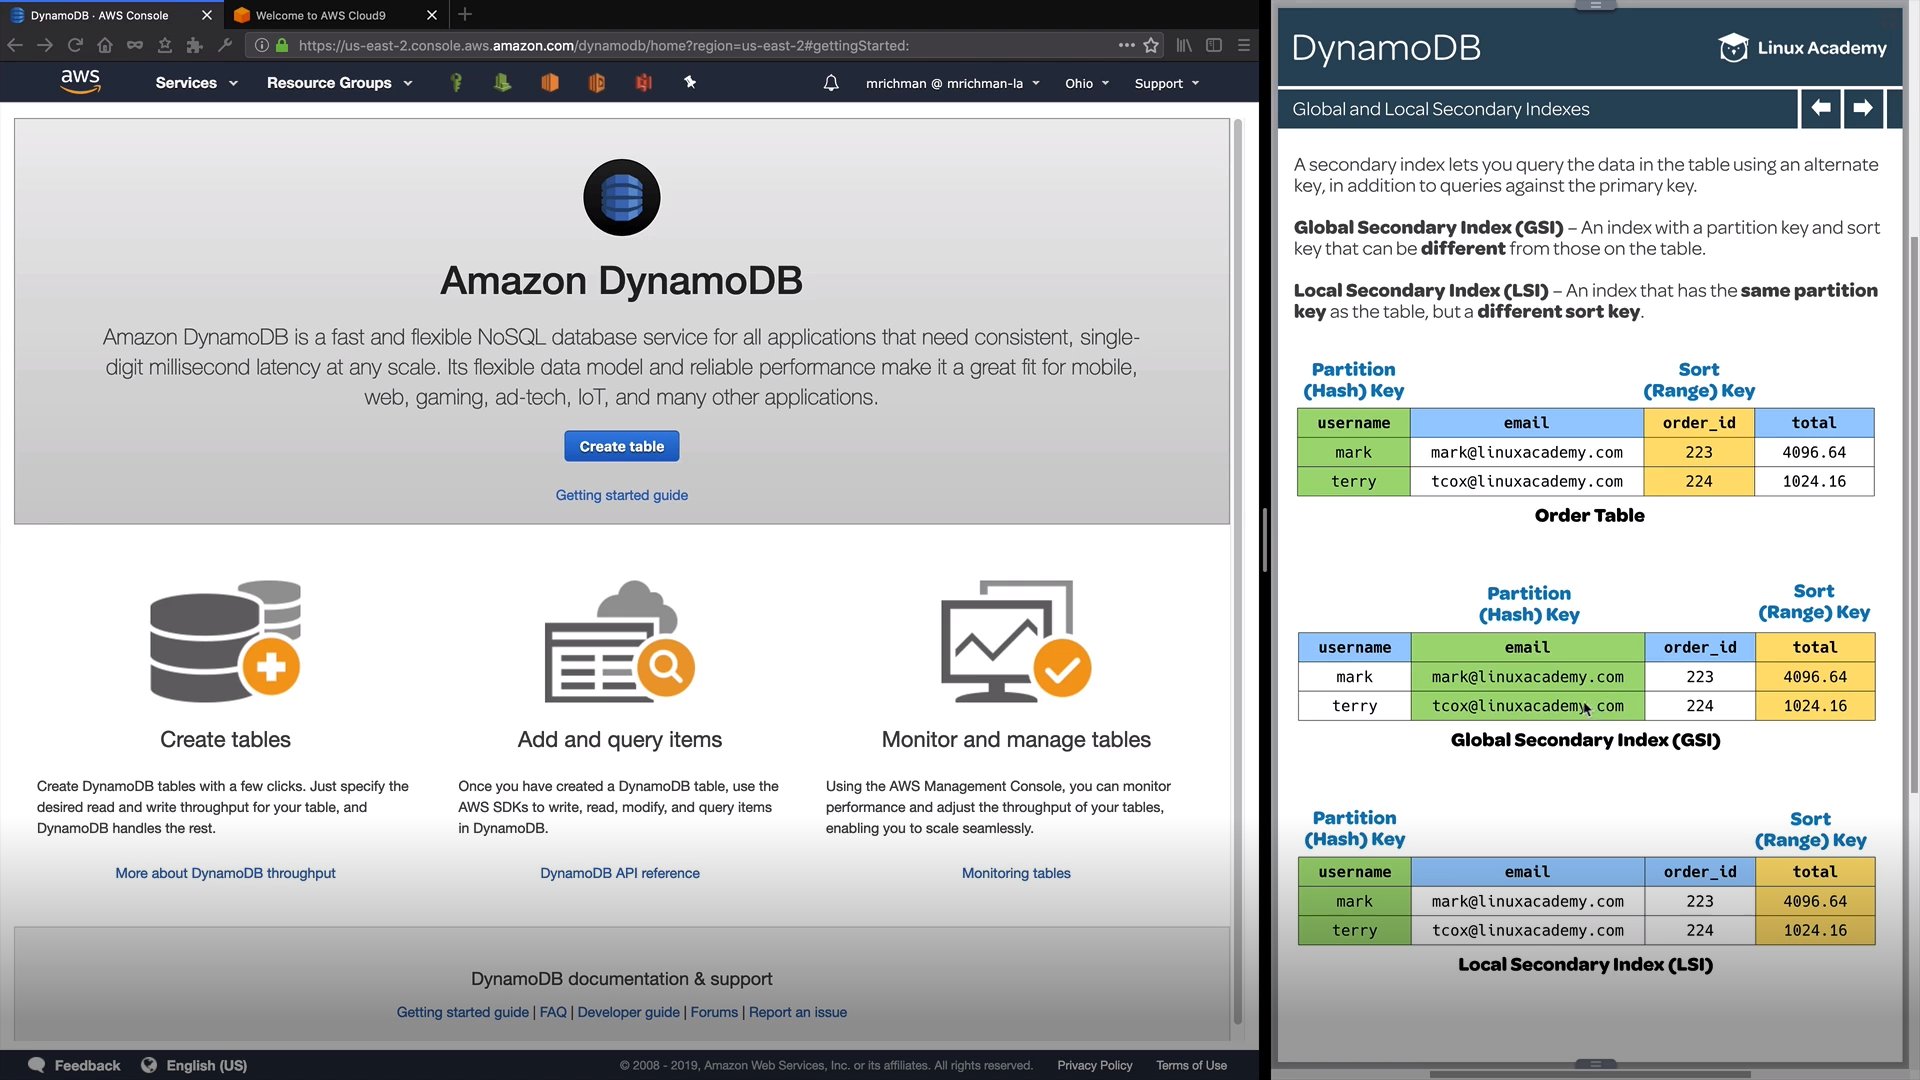 DynamoDB · AWS Console
Welcome to AWS Cloud9
https://us-east-2.console.aws.amazon.com/dynamodb/home?region=us-east-2#gettingStarted:
aws
Services
Resource Groups
mrichman @ mrichman-la
Ohio
Support
Amazon DynamoDB
Amazon DynamoDB is a fast and flexible NoSQL database service for all applications that need consistent, single-
digit millisecond latency at any scale. Its flexible data model and reliable performance make it a great fit for mobile,
web, gaming, ad-tech, IoT, and many other applications.
Create table
Getting started guide
Create tables
Create DynamoDB tables with a few clicks. Just specify the
desired read and write throughput for your table, and
DynamoDB handles the rest.
More about DynamoDB throughput
Add and query items
Once you have created a DynamoDB table, use the
AWS SDKs to write, read, modify, and query items
in DynamoDB.
DynamoDB API reference
Monitor and manage tables
Using the AWS Management Console, you can monitor
performance and adjust the throughput of your tables,
enabling you to scale seamlessly.
Monitoring tables
DynamoDB documentation & support
Getting started guide | FAQ | Developer guide | Forums | Report an issue
Feedback
English (US)
© 2008 - 2019, Amazon Web Services, Inc. or its affiliates. All rights reserved.
Privacy Policy
Terms of Use
DynamoDB
Linux Academy
Global and Local Secondary Indexes
A secondary index lets you query the data in the table using an alternate
key, in addition to queries against the primary key.
Global Secondary Index (GSI) – An index with a partition key and sort
key that can be different from those on the table.
Local Secondary Index (LSI) – An index that has the same partition
key as the table, but a different sort key.
Partition
(Hash) Key
Sort
(Range) Key
username email order_id total
mark mark@linuxacademy.com 223 4096.64
terry tcox@linuxacademy.com 224 1024.16
Order Table
Partition
(Hash) Key
Sort
(Range) Key
username email order_id total
mark mark@linuxacademy.com 223 4096.64
terry tcox@linuxacademy.com 224 1024.16
Global Secondary Index (GSI)
Partition
(Hash) Key
Sort
(Range) Key
username email order_id total
mark mark@linuxacademy.com 223 4096.64
terry tcox@linuxacademy.com 224 1024.16
Local Secondary Index (LSI)